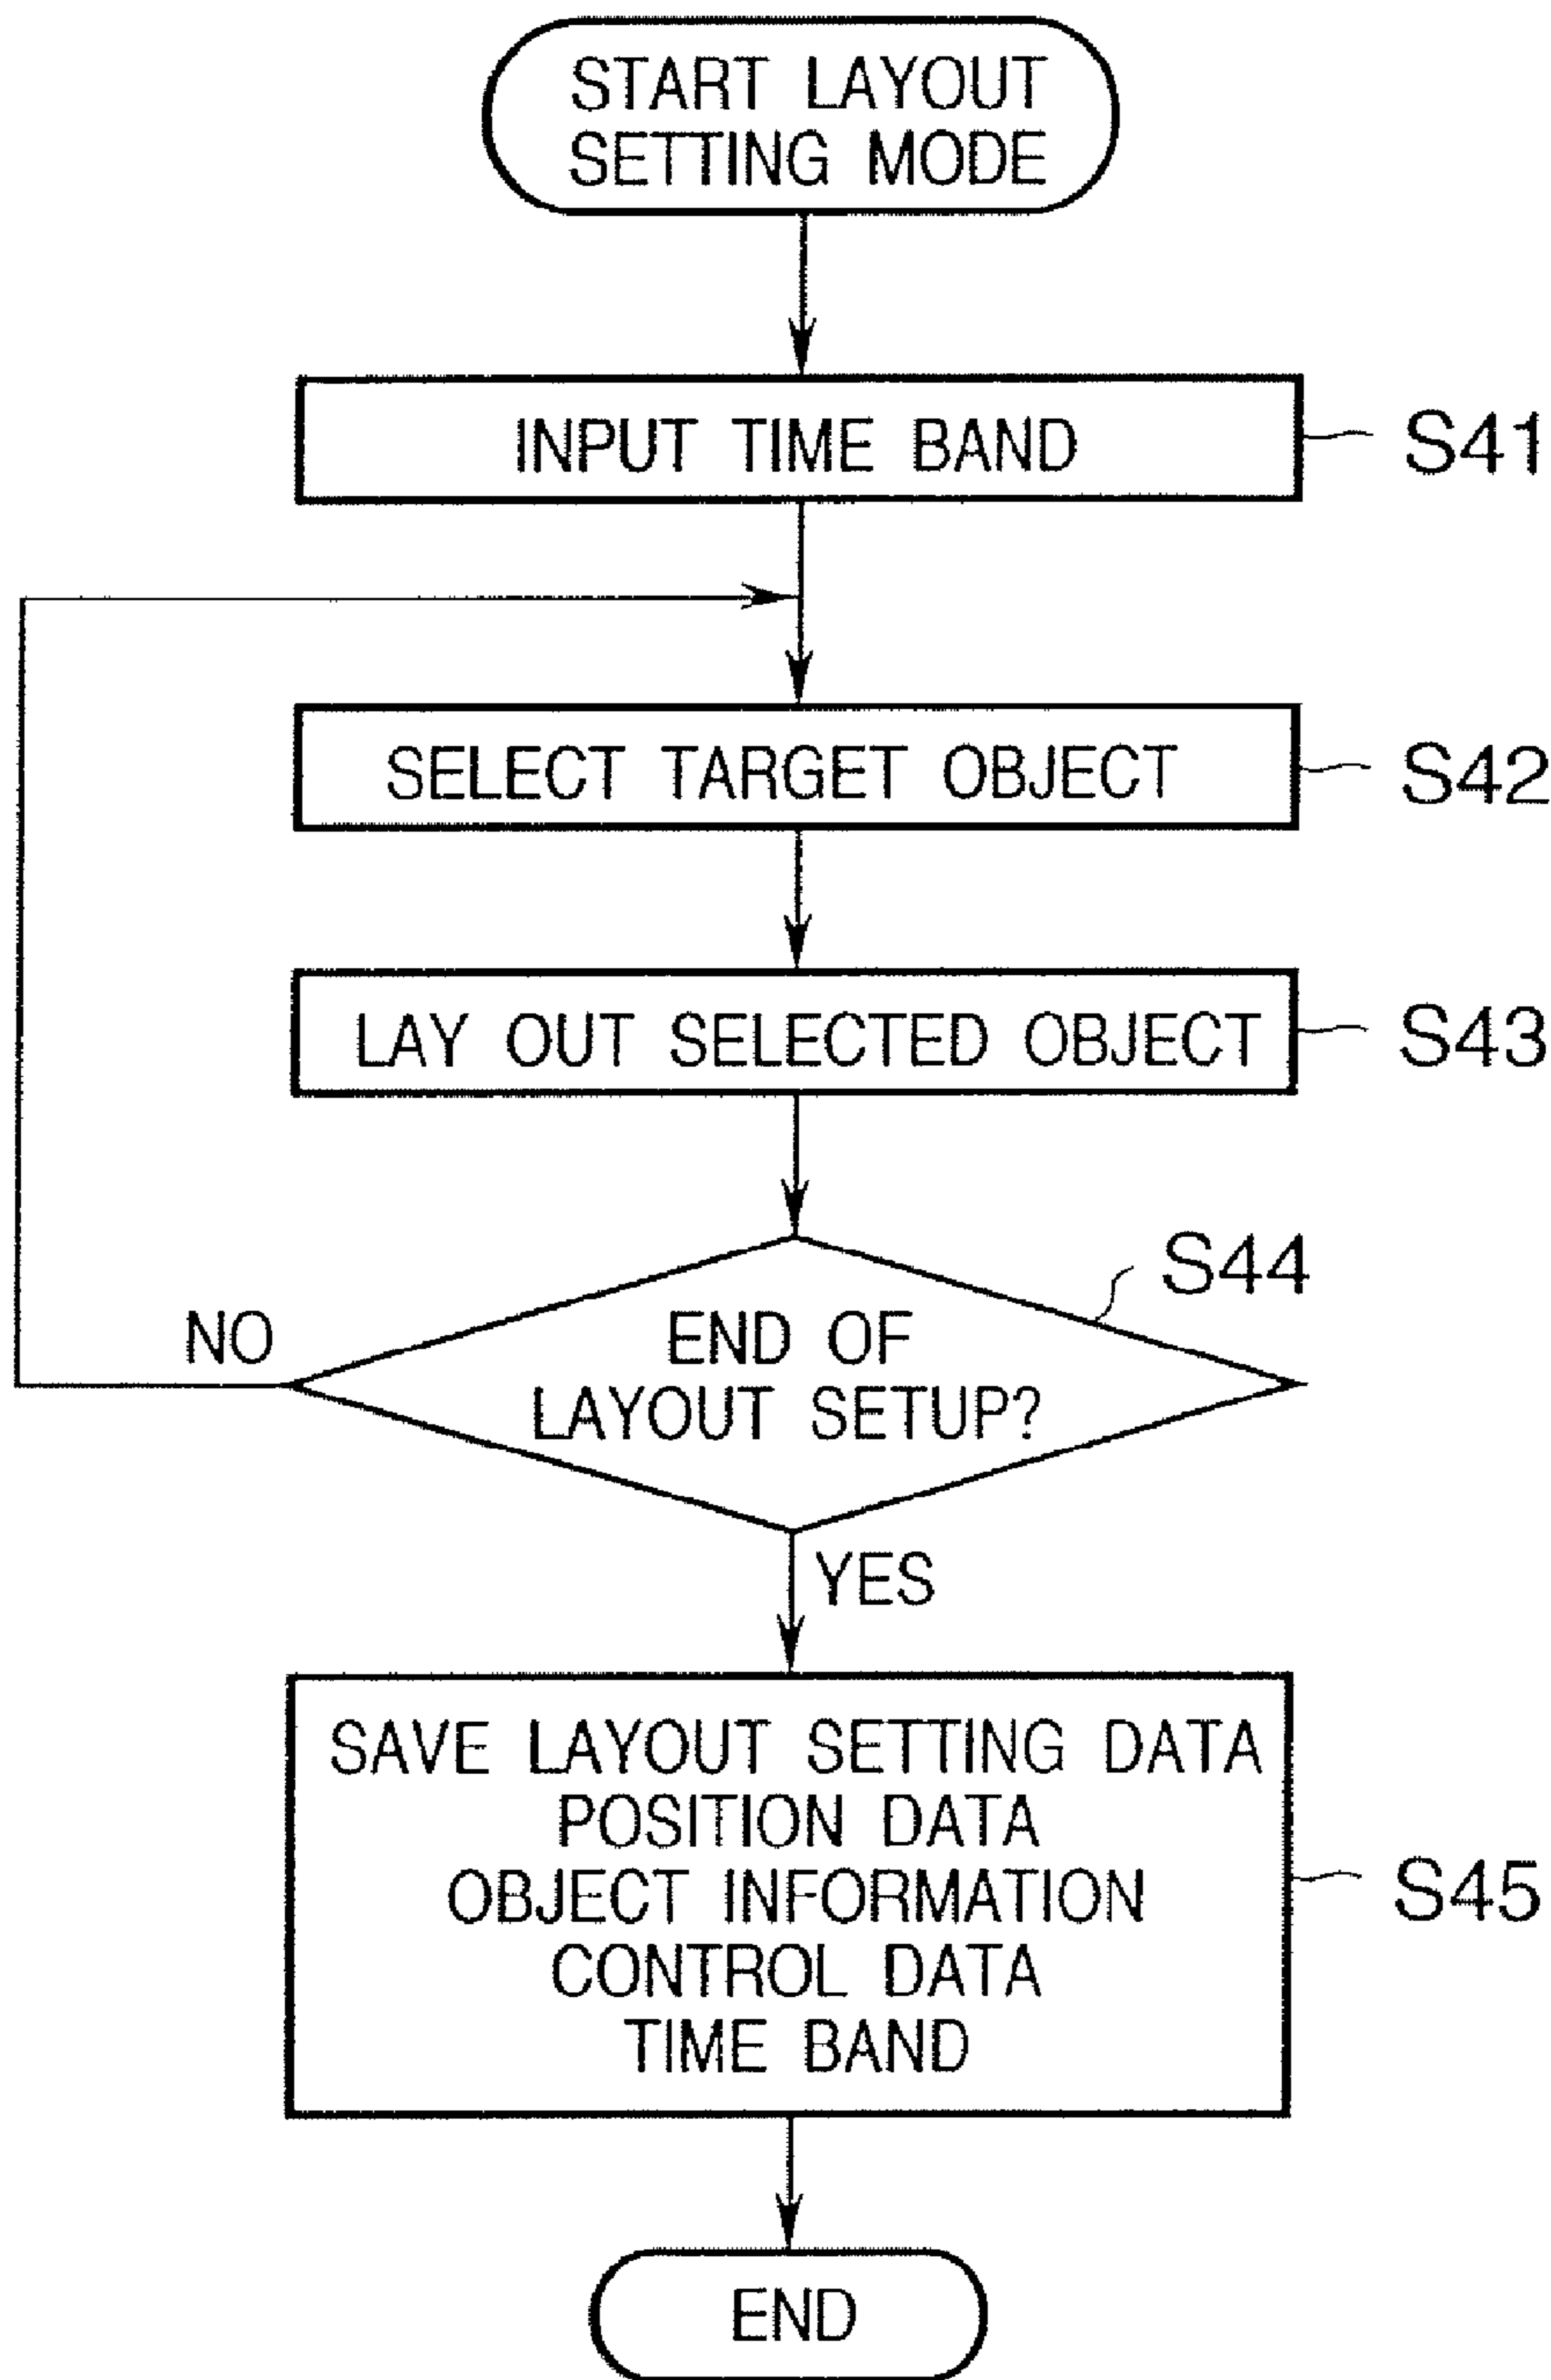 START LAYOUT
SETTING MODE
INPUT TIME BAND
S41
SELECT TARGET OBJECT
S42
LAY OUT SELECTED OBJECT
S43
S44
NO
END OF
LAYOUT SETUP?
YES
SAVE LAYOUT SETTING DATA
POSITION DATA
OBJECT INFORMATION
CONTROL DATA
TIME BAND
S45
END